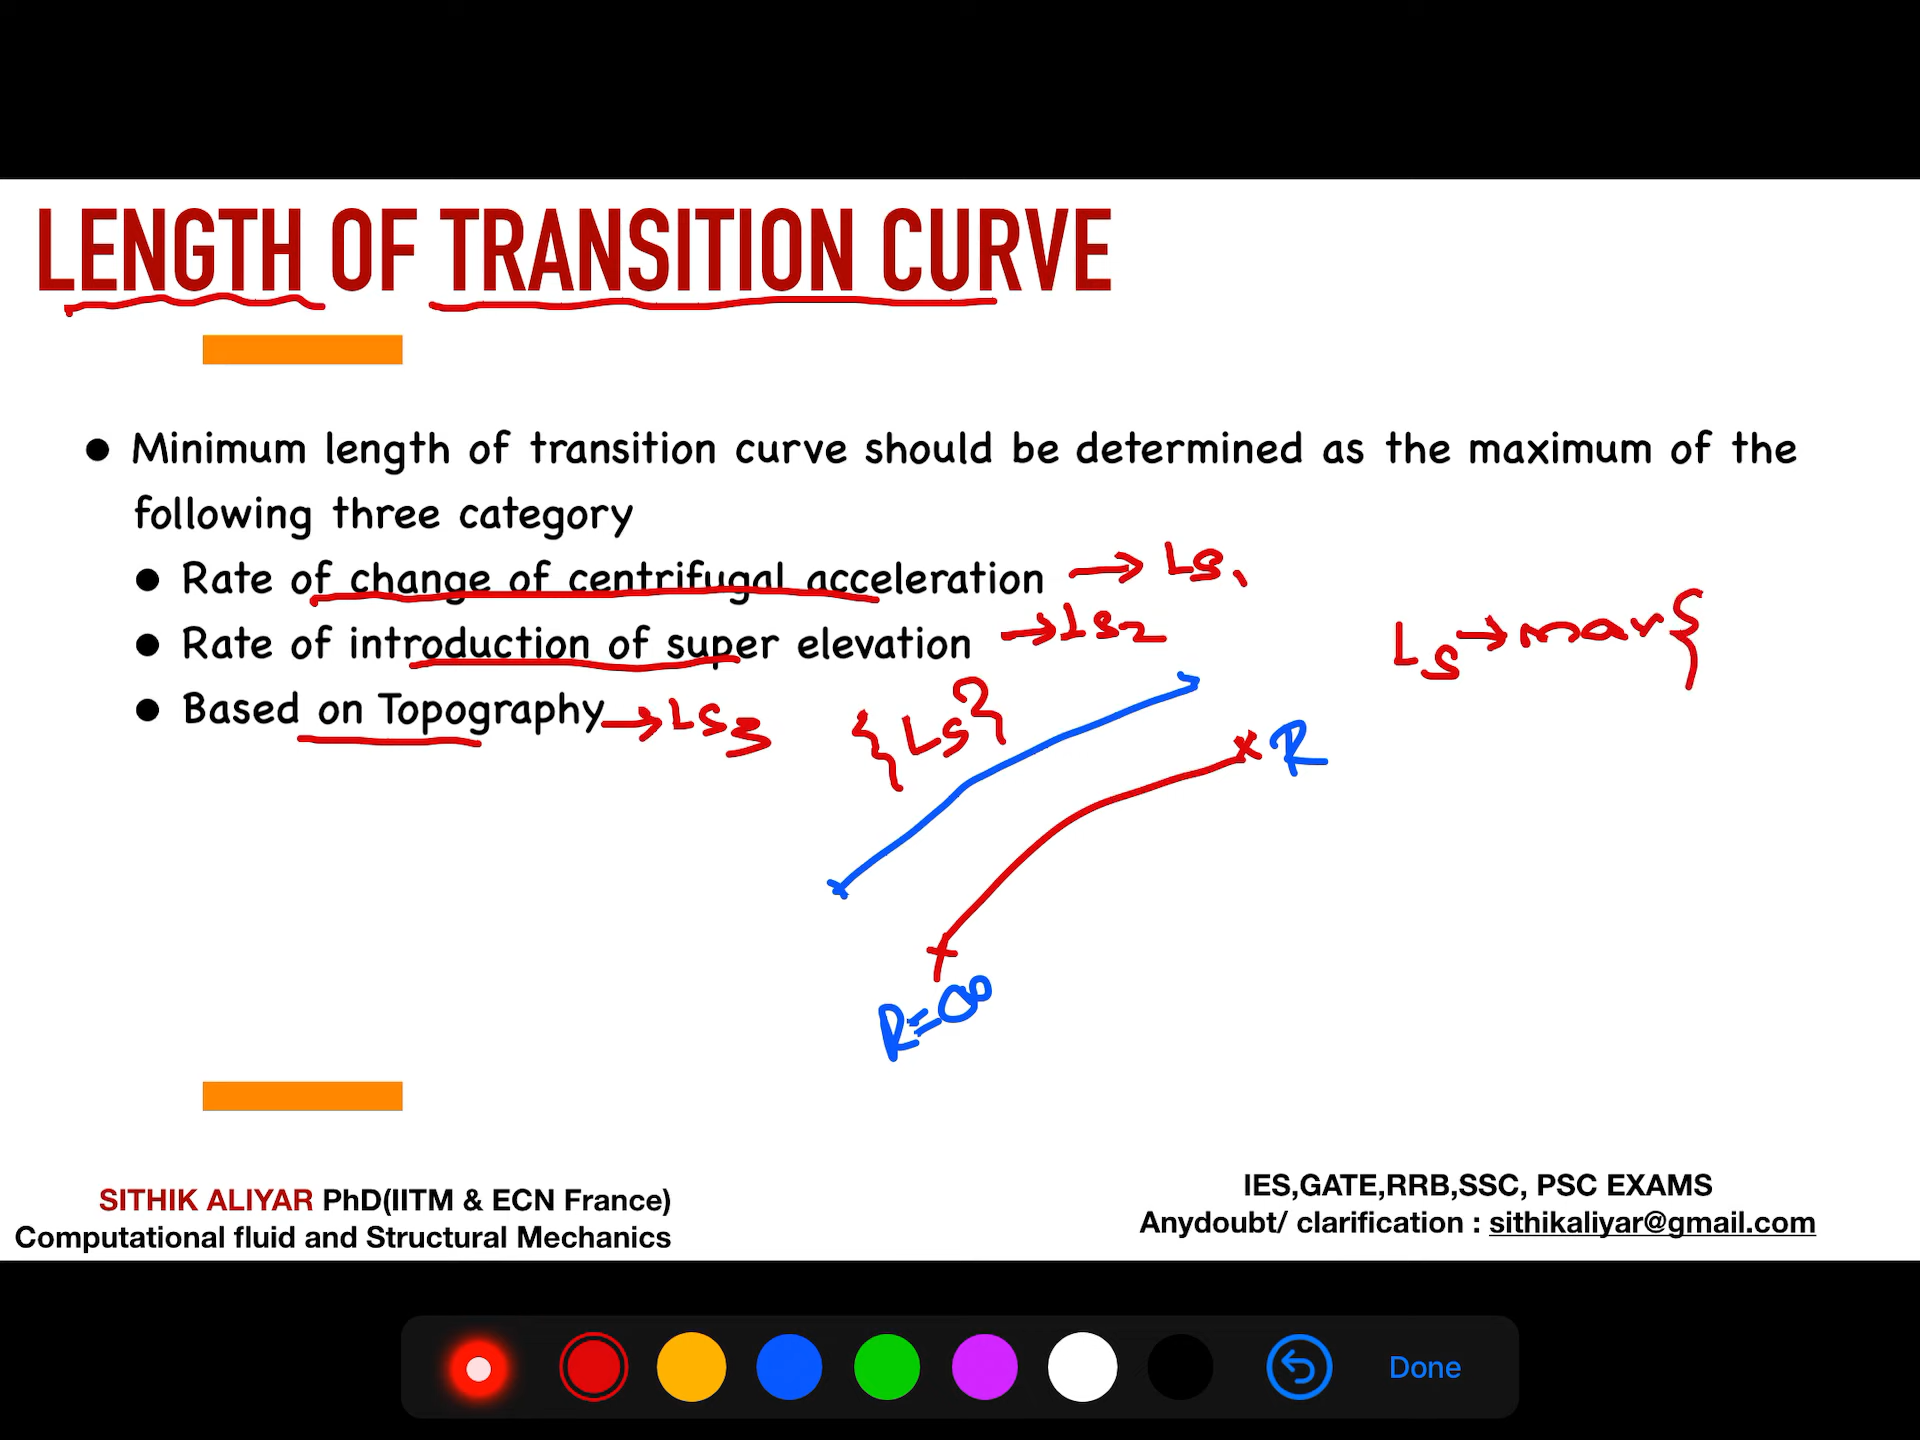 LENGTH OF TRANSITION CURVE
● Minimum length of transition curve should be determined as the maximum of the
following three category
● Rate of change of centrifugal acceleration → LS1
● Rate of introduction of super elevation → LS2
Ls → max {
● Based on Topography → LS3
{Ls}
R
R=∞
SITHIK ALIYAR PhD(IITM & ECN France)
Computational fluid and Structural Mechanics
IES,GATE,RRB,SSC, PSC EXAMS
Anydoubt/ clarification : sithikaliyar@gmail.com
Done